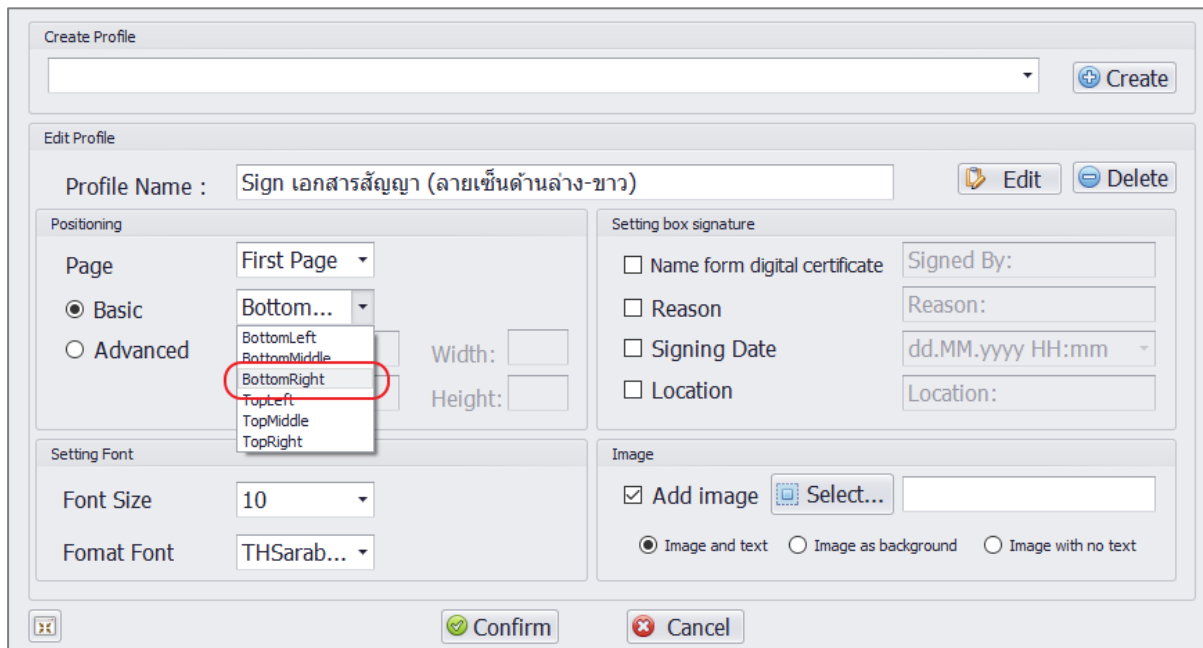 Create Profile
Create
Edit Profile
Profile Name :
Sign เอกสารสัญญา (ลายเซ็นด้านล่าง-ขาว)
Edit
Delete
Positioning
Page
First Page
Basic
Bottom...
Advanced
BottomLeft
BottomMiddle
BottomRight
TopLeft
TopMiddle
TopRight
Width:
Height:
Setting box signature
Name form digital certificate
Signed By:
Reason
Reason:
Signing Date
dd.MM.yyyy HH:mm
Location
Location:
Setting Font
Font Size
10
Fomat Font
THSarab...
Image
Add image
Select...
Image and text
Image as background
Image with no text
Confirm
Cancel